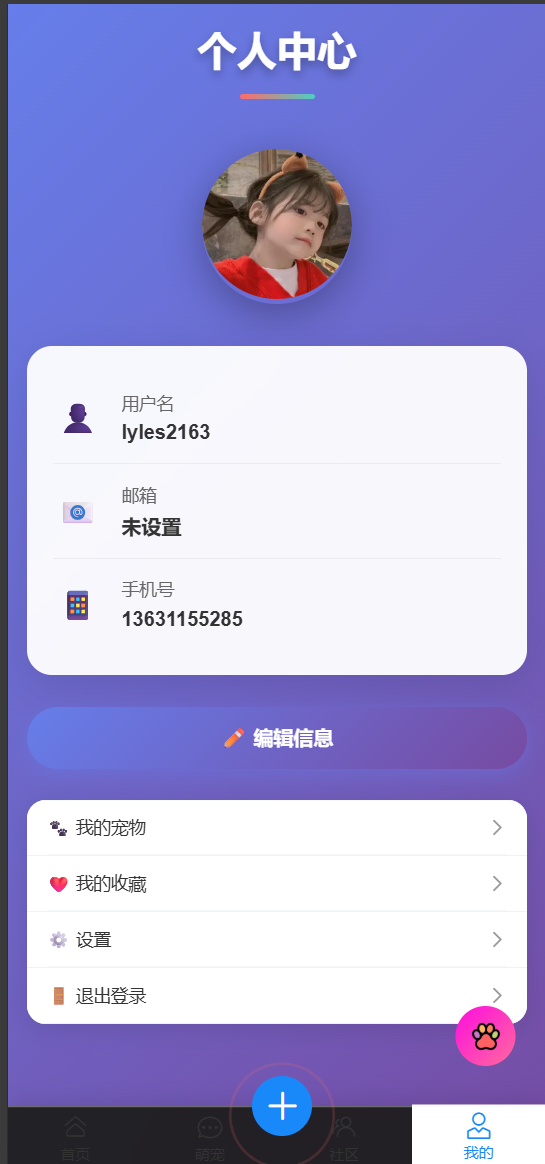 个人中心
用户名
lyles2163
邮箱
未设置
手机号
13631155285
编辑信息
我的宠物
我的收藏
设置
退出登录
首页
萌宠
社区
我的